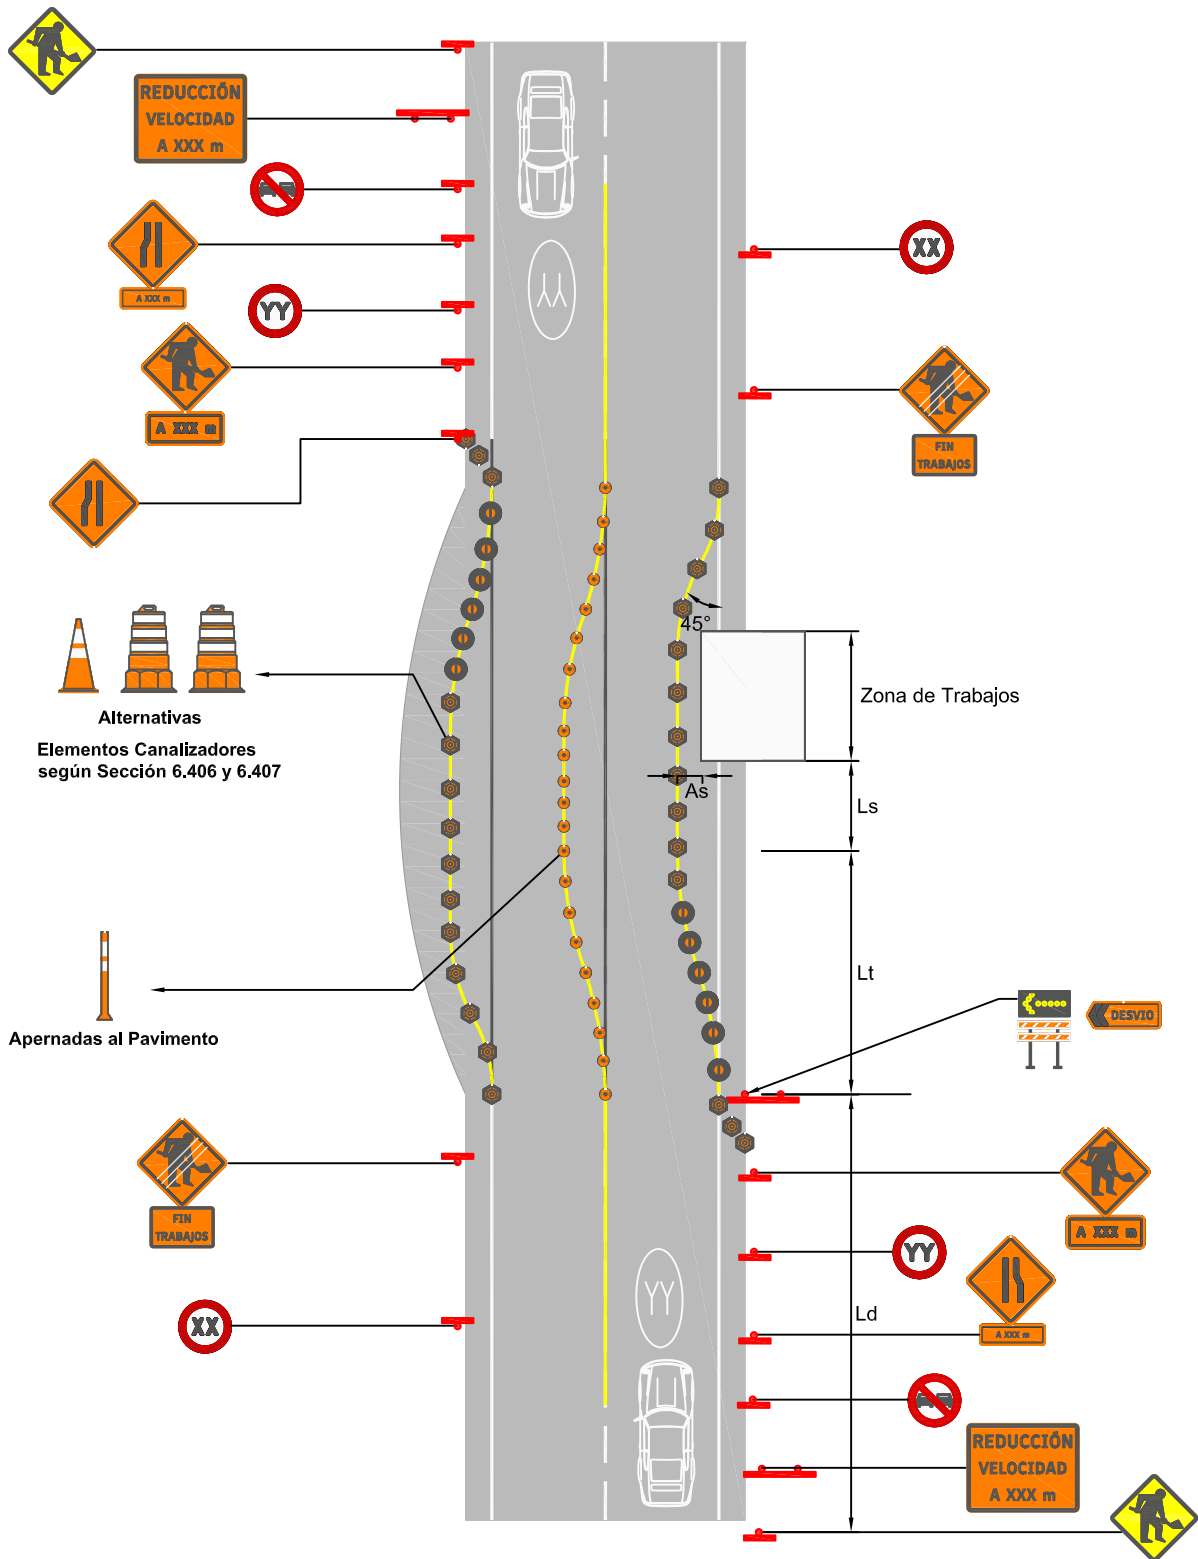 REDUCCIÓN
VELOCIDAD
A XXX m
A XXX m
YY
A XXX m
YY
XX
FIN
TRABAJOS
45°
Zona de Trabajos
As
Ls
Alternativas
Elementos Canalizadores
según Sección 6.406 y 6.407
Lt
Apernadas al Pavimento
DESVIO
FIN
TRABAJOS
XX
A XXX m
YY
YY
Ld
A XXX m
REDUCCIÓN
VELOCIDAD
A XXX m